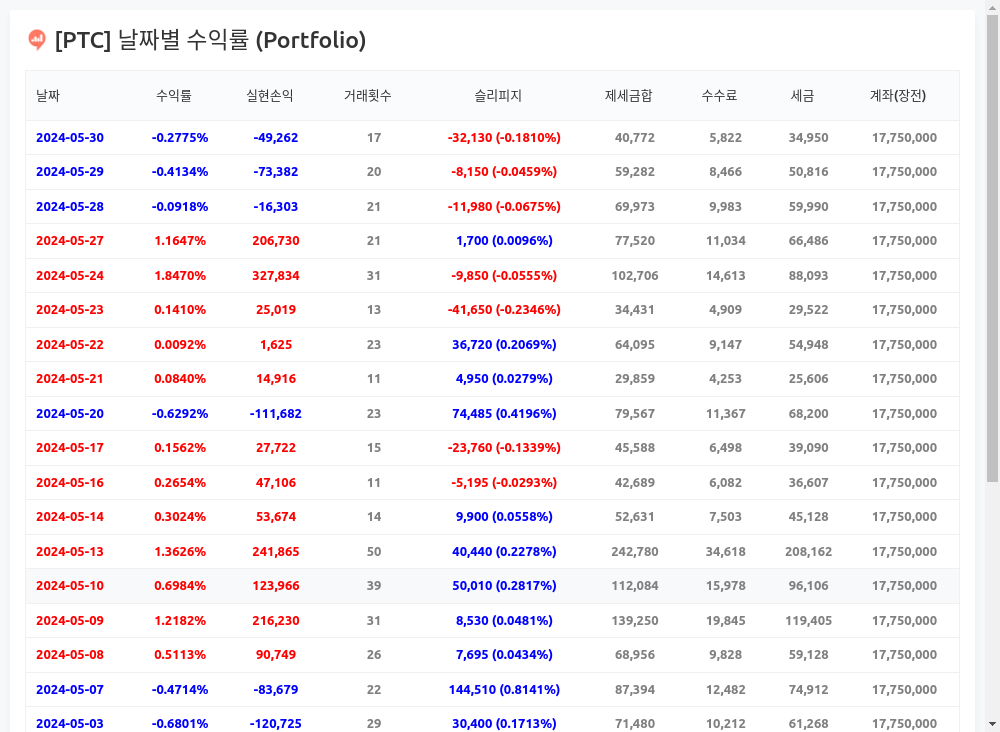 [PTC] 날짜별 수익률 (Portfolio)
날짜 수익률 실현손익 거래횟수 슬리피지 제세금합 수수료 세금 계좌(장전)
2024-05-30 -0.2775% -49,262 17 -32,130 (-0.1810%) 40,772 5,822 34,950 17,750,000
2024-05-29 -0.4134% -73,382 20 -8,150 (-0.0459%) 59,282 8,466 50,816 17,750,000
2024-05-28 -0.0918% -16,303 21 -11,980 (-0.0675%) 69,973 9,983 59,990 17,750,000
2024-05-27 1.1647% 206,730 21 1,700 (0.0096%) 77,520 11,034 66,486 17,750,000
2024-05-24 1.8470% 327,834 31 -9,850 (-0.0555%) 102,706 14,613 88,093 17,750,000
2024-05-23 0.1410% 25,019 13 -41,650 (-0.2346%) 34,431 4,909 29,522 17,750,000
2024-05-22 0.0092% 1,625 23 36,720 (0.2069%) 64,095 9,147 54,948 17,750,000
2024-05-21 0.0840% 14,916 11 4,950 (0.0279%) 29,859 4,253 25,606 17,750,000
2024-05-20 -0.6292% -111,682 23 74,485 (0.4196%) 79,567 11,367 68,200 17,750,000
2024-05-17 0.1562% 27,722 15 -23,760 (-0.1339%) 45,588 6,498 39,090 17,750,000
2024-05-16 0.2654% 47,106 11 -5,195 (-0.0293%) 42,689 6,082 36,607 17,750,000
2024-05-14 0.3024% 53,674 14 9,900 (0.0558%) 52,631 7,503 45,128 17,750,000
2024-05-13 1.3626% 241,865 50 40,440 (0.2278%) 242,780 34,618 208,162 17,750,000
2024-05-10 0.6984% 123,966 39 50,010 (0.2817%) 112,084 15,978 96,106 17,750,000
2024-05-09 1.2182% 216,230 31 8,530 (0.0481%) 139,250 19,845 119,405 17,750,000
2024-05-08 0.5113% 90,749 26 7,695 (0.0434%) 68,956 9,828 59,128 17,750,000
2024-05-07 -0.4714% -83,679 22 144,510 (0.8141%) 87,394 12,482 74,912 17,750,000
2024-05-03 -0.6801% -120,725 29 30,400 (0.1713%) 71,480 10,212 61,268 17,750,000